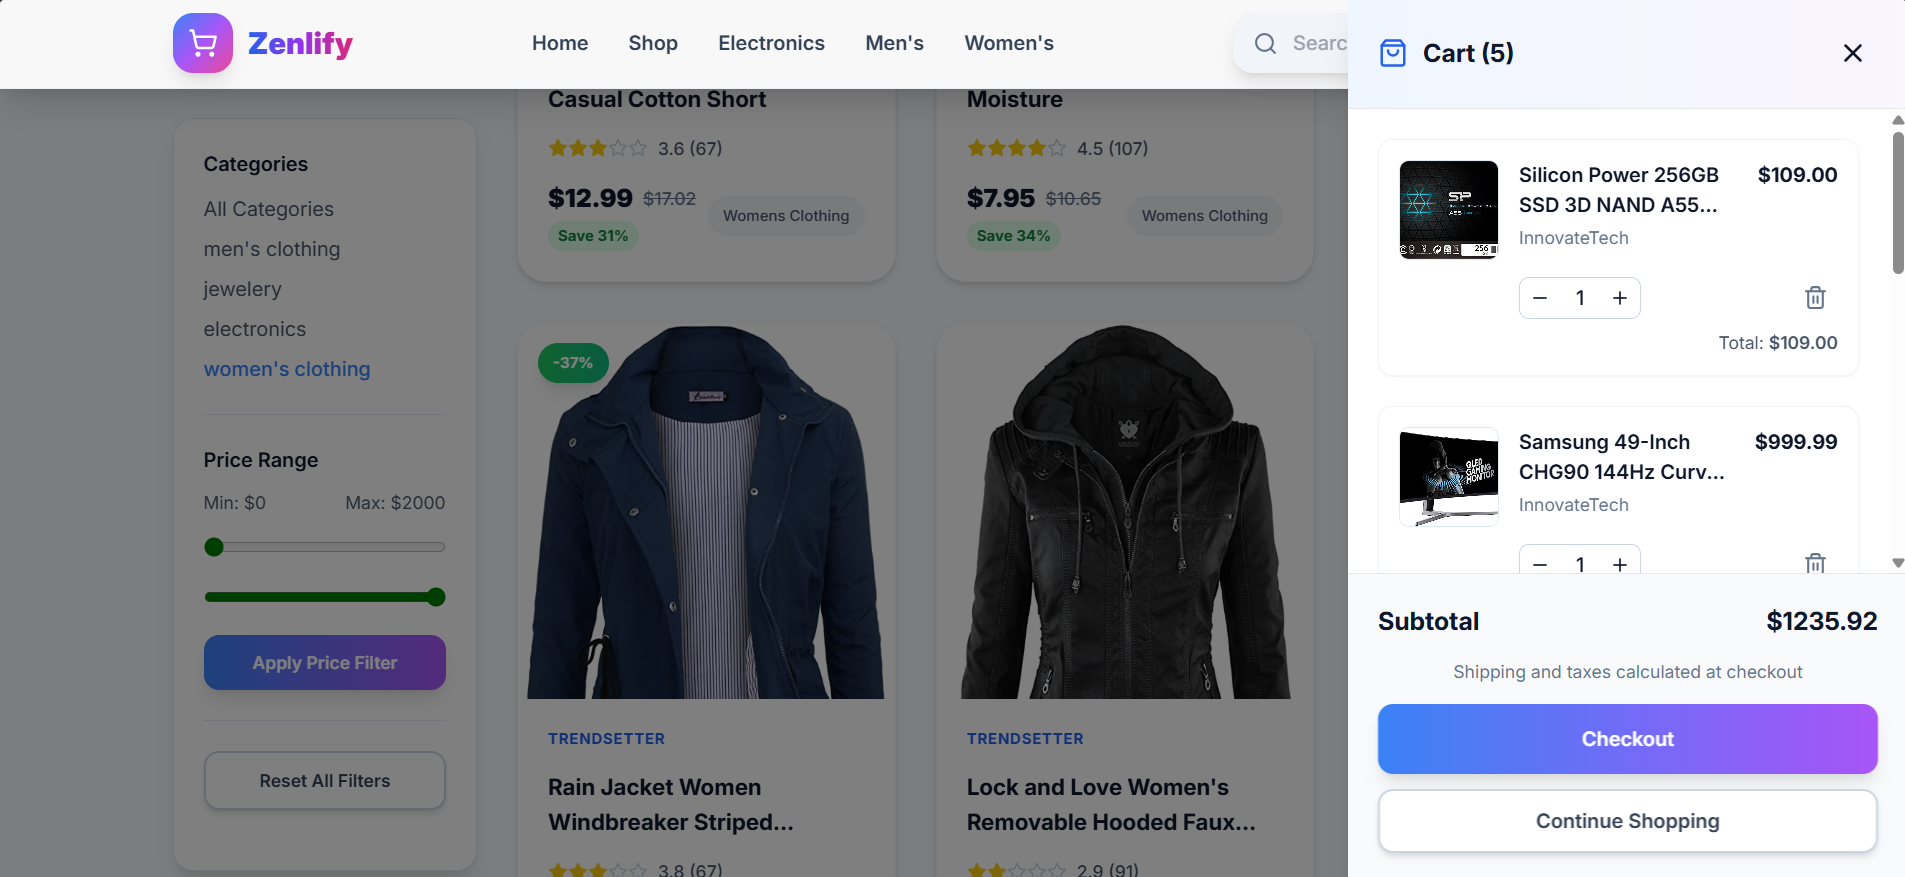 Zenlify
Home
Shop
Electronics
Men's
Women's
Searc
Categories
All Categories
men's clothing
jewelery
electronics
women's clothing
Price Range
Min: $0
Max: $2000
Apply Price Filter
Reset All Filters
Casual Cotton Short
3.6 (67)
$12.99 $17.02
Save 31%
Womens Clothing
Moisture
4.5 (107)
$7.95 $10.65
Save 34%
Womens Clothing
-37%
TRENDSETTER
Rain Jacket Women
Windbreaker Striped...
3.8 (67)
TRENDSETTER
Lock and Love Women's
Removable Hooded Faux...
2.9 (91)
Cart (5)
SP
256
Silicon Power 256GB
SSD 3D NAND A55...
$109.00
InnovateTech
1
Total: $109.00
QLED
GAMING
MONITOR
Samsung 49-Inch
CHG90 144Hz Curv...
$999.99
InnovateTech
1
Subtotal
$1235.92
Shipping and taxes calculated at checkout
Checkout
Continue Shopping